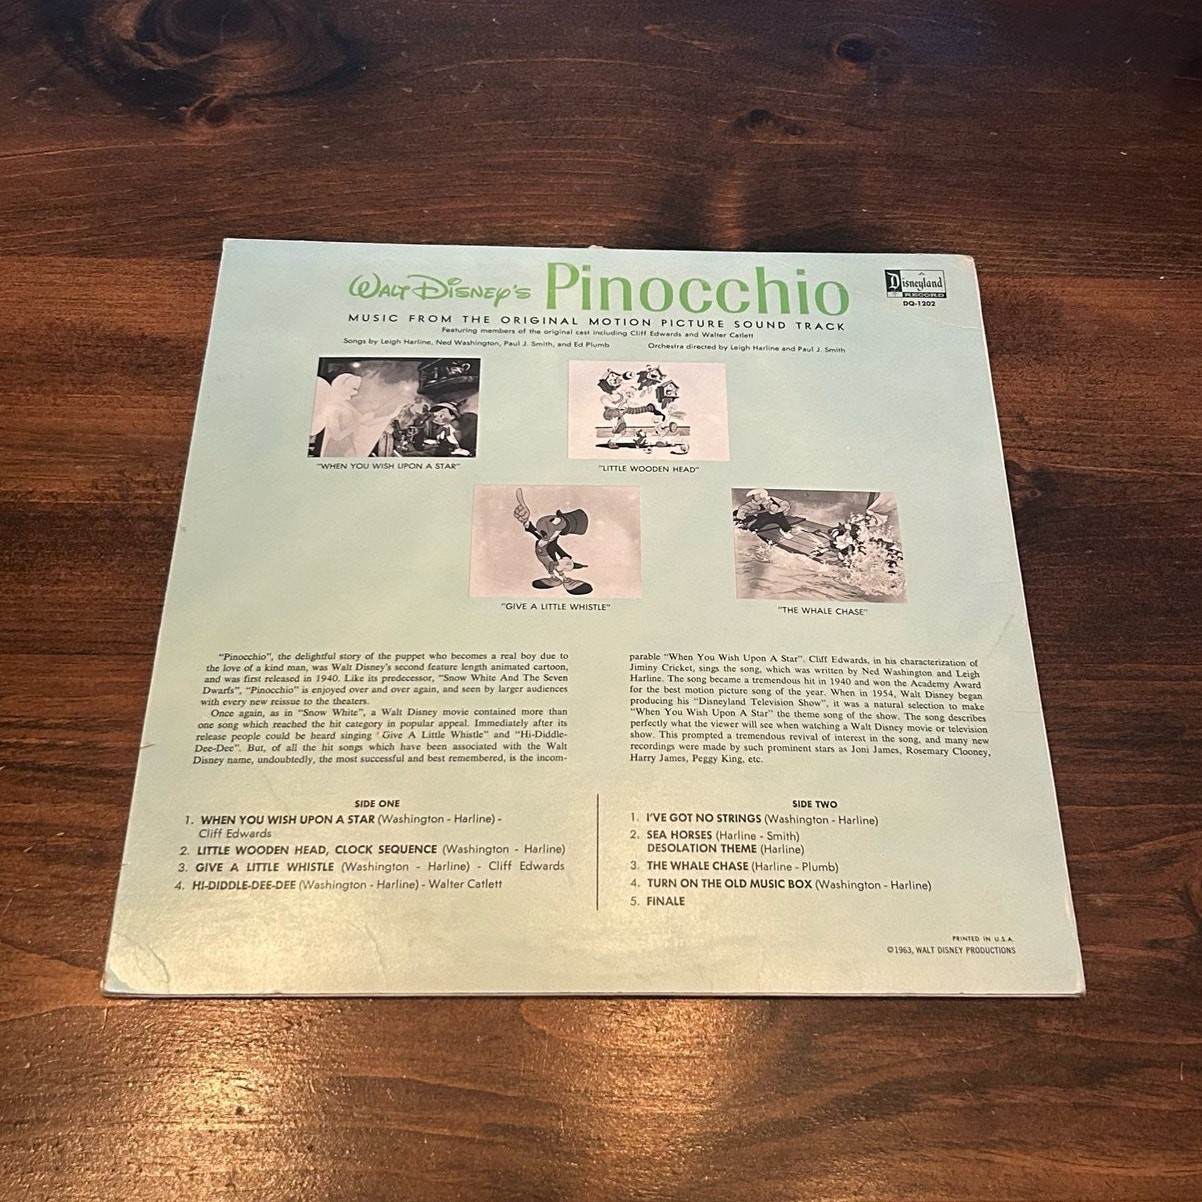 WALT DISNEY'S Pinocchio
Disneyland
RECORD
DQ-1202
MUSIC FROM THE ORIGINAL MOTION PICTURE SOUND TRACK
Featuring members of the original cast including Cliff Edwards and Walter Catlett
Songs by Leigh Harline, Ned Washington, Paul J. Smith, and Ed Plumb
Orchestra directed by Leigh Harline and Paul J. Smith
"WHEN YOU WISH UPON A STAR"
"LITTLE WOODEN HEAD"
"GIVE A LITTLE WHISTLE"
"THE WHALE CHASE"
"Pinocchio", the delightful story of the puppet who becomes a real boy due to
the love of a kind man, was Walt Disney's second feature length animated cartoon,
and was first released in 1940. Like its predecessor, "Snow White And The Seven
Dwarfs", "Pinocchio" is enjoyed over and over again, and seen by larger audiences
with every new reissue to the theaters.
Once again, as in "Snow White", a Walt Disney movie contained more than
one song which reached the hit category in popular appeal. Immediately after its
release people could be heard singing "Give A Little Whistle" and "Hi-Diddle-
Dee-Dee". But, of all the hit songs which have been associated with the Walt
Disney name, undoubtedly, the most successful and best remembered, is the incom-
parable "When You Wish Upon A Star". Cliff Edwards, in his characterization of
Jiminy Cricket, sings the song, which was written by Ned Washington and Leigh
Harline. The song became a tremendous hit in 1940 and won the Academy Award
for the best motion picture song of the year. When in 1954, Walt Disney began
producing his "Disneyland Television Show", it was a natural selection to make
"When You Wish Upon A Star" the theme song of the show. The song describes
perfectly what the viewer will see when watching a Walt Disney movie or television
show. This prompted a tremendous revival of interest in the song, and many new
recordings were made by such prominent stars as Joni James, Rosemary Clooney,
Harry James, Peggy King, etc.
SIDE ONE
1. WHEN YOU WISH UPON A STAR (Washington - Harline) -
Cliff Edwards
2. LITTLE WOODEN HEAD, CLOCK SEQUENCE (Washington - Harline)
3. GIVE A LITTLE WHISTLE (Washington - Harline) - Cliff Edwards
4. HI-DIDDLE-DEE-DEE (Washington - Harline) - Walter Catlett
SIDE TWO
1. I'VE GOT NO STRINGS (Washington - Harline)
2. SEA HORSES (Harline - Smith)
DESOLATION THEME (Harline)
3. THE WHALE CHASE (Harline - Plumb)
4. TURN ON THE OLD MUSIC BOX (Washington - Harline)
5. FINALE
PRINTED IN U.S.A.
©1963, WALT DISNEY PRODUCTIONS